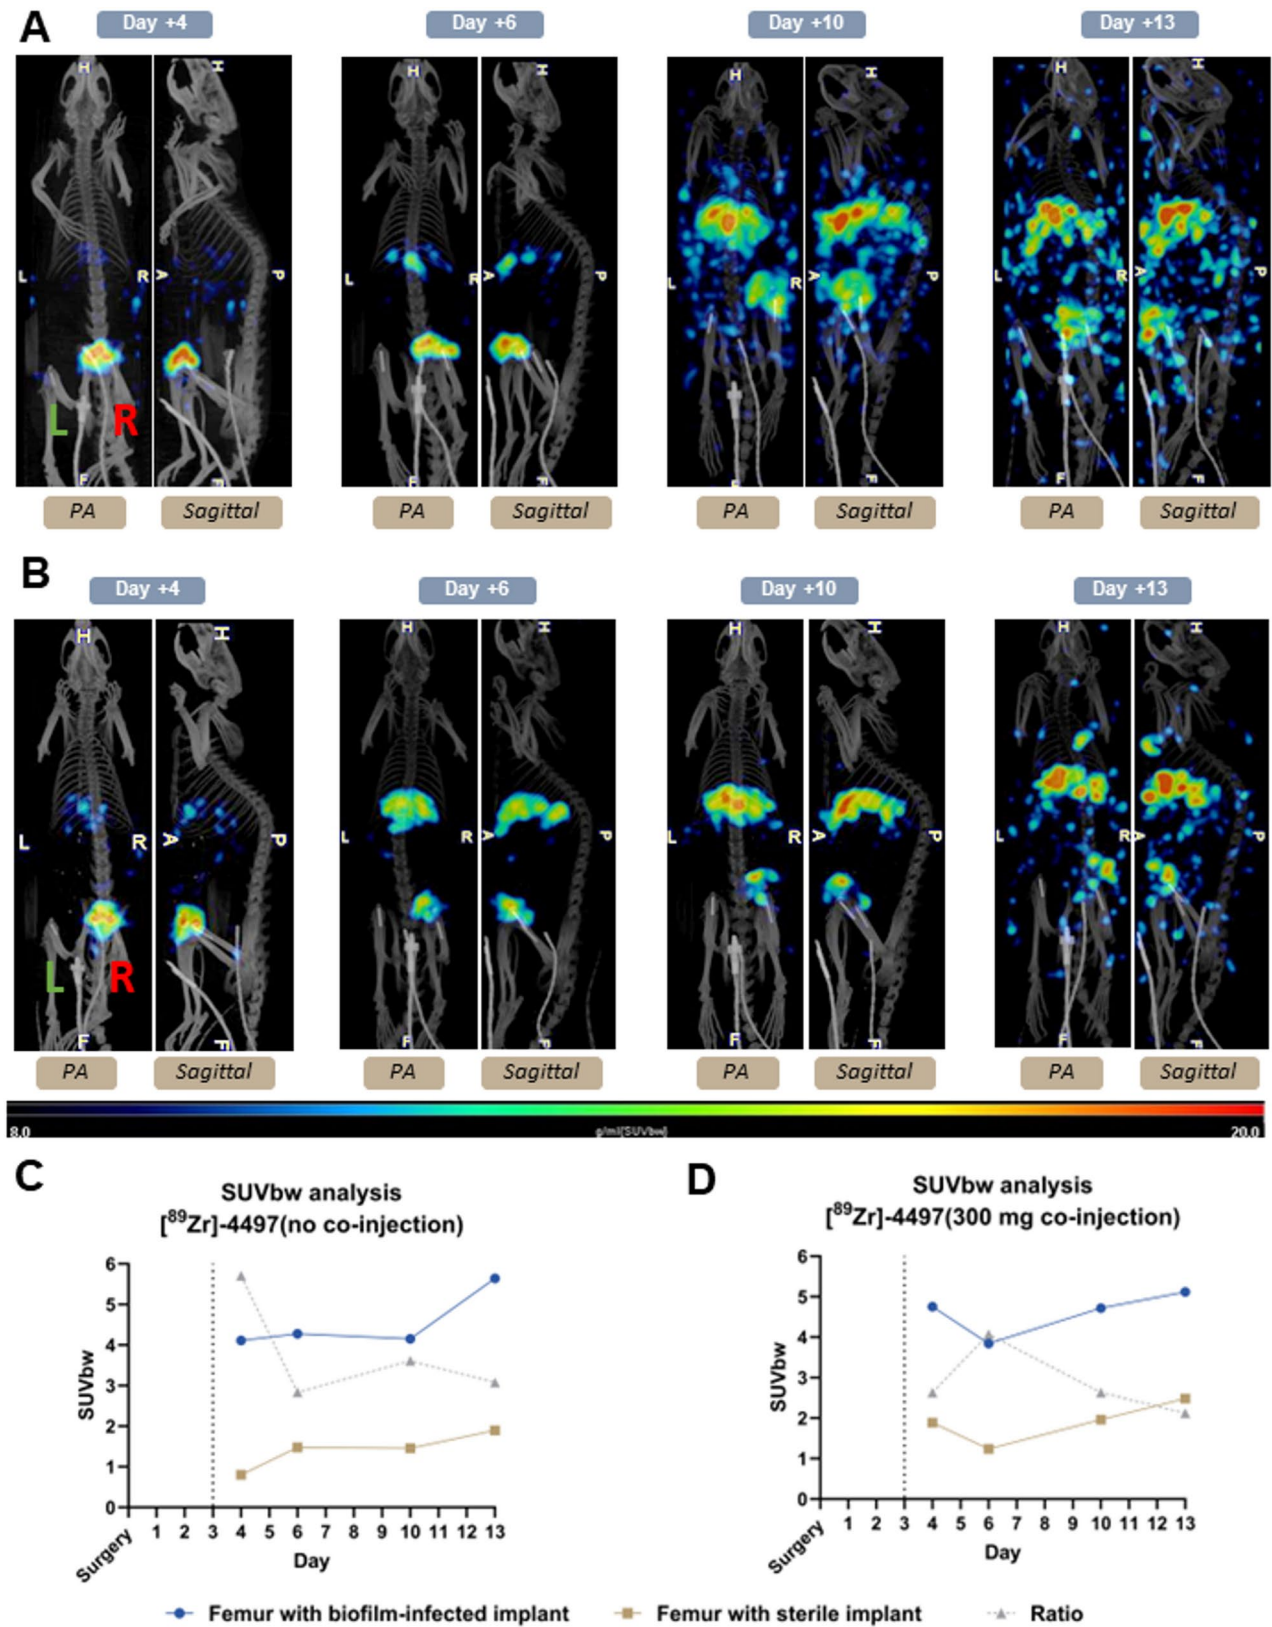 A
Day +4
Day +6
Day +10
Day +13
H H H H H H H H
L R A P L R A P L R A P L R A P
L R
F F F F F F F F
PA Sagittal PA Sagittal PA Sagittal PA Sagittal
B
Day +4
Day +6
Day +10
Day +13
H H H H H H H H
L R A P L R A P L R A P L R A P
L R
F F F F F F F F
PA Sagittal PA Sagittal PA Sagittal PA Sagittal
8.0 g/ml{SUVbw} 20.0
C
SUVbw analysis
[⁸⁹Zr]-4497(no co-injection)
SUVbw
6
5
4
3
2
1
0
Surgery 1 2 3 4 5 6 7 8 9 10 11 12 13
Day
D
SUVbw analysis
[⁸⁹Zr]-4497(300 mg co-injection)
SUVbw
6
5
4
3
2
1
0
Surgery 1 2 3 4 5 6 7 8 9 10 11 12 13
Day
Femur with biofilm-infected implant Femur with sterile implant Ratio